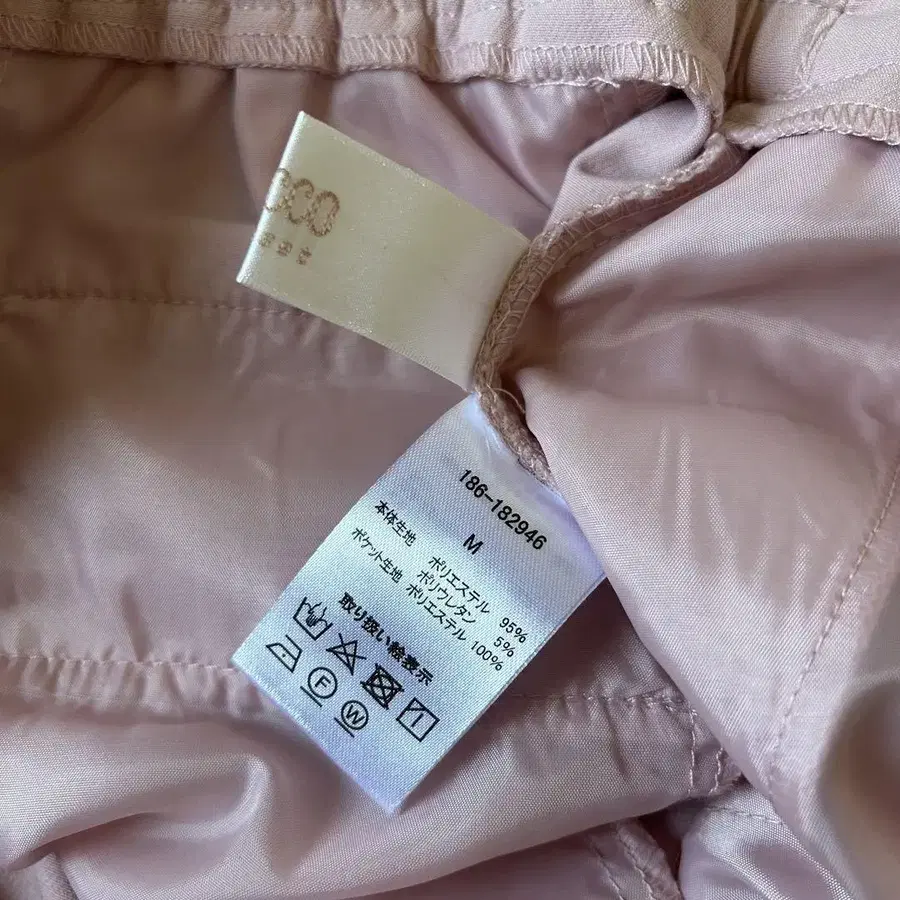 186-182946
M
本体生地 ポリエステル 95%
ポリウレタン 5%
ポケット生地 ポリエステル 100%
取り扱い絵表示
F
W